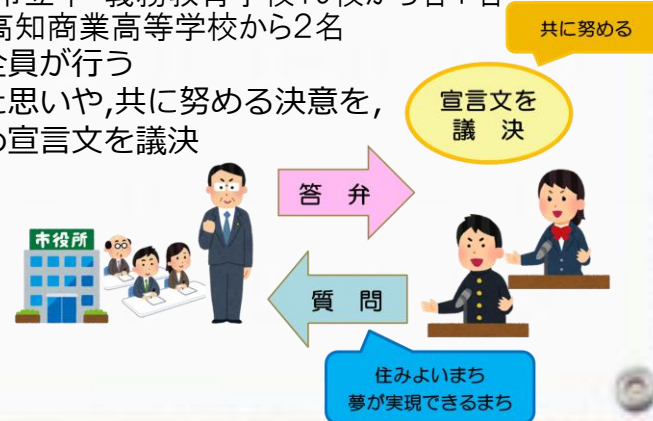 高知商業高等学校から2名
全員が行う
思いや,共に努める決意を,
宣言文を議決
共に努める
宣言文を
議 決
答 弁
市役所
質 問
住みよいまち
夢が実現できるまち